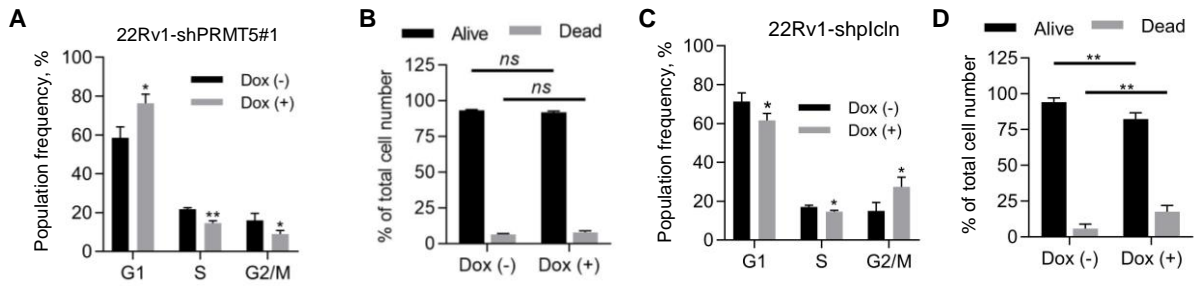 A
22Rv1-shPRMT5#1
Population frequency, %
100
80
60
40
20
0
Dox (-)
Dox (+)
*
**
*
G1 S G2/M
B
Alive Dead
% of total cell number
125
100
75
50
25
0
ns
ns
Dox (-) Dox (+)
C
22Rv1-shpIcln
Population frequency, %
100
80
60
40
20
0
Dox (-)
Dox (+)
*
*
*
G1 S G2/M
D
Alive Dead
% of total cell number
125
100
75
50
25
0
**
**
Dox (-) Dox (+)